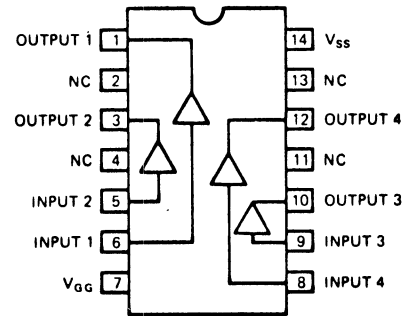 OUTPUT 1 1
NC 2
OUTPUT 2 3
NC 4
INPUT 2 5
INPUT 1 6
VGG 7
14 VSS
13 NC
12 OUTPUT 4
11 NC
10 OUTPUT 3
9 INPUT 3
8 INPUT 4